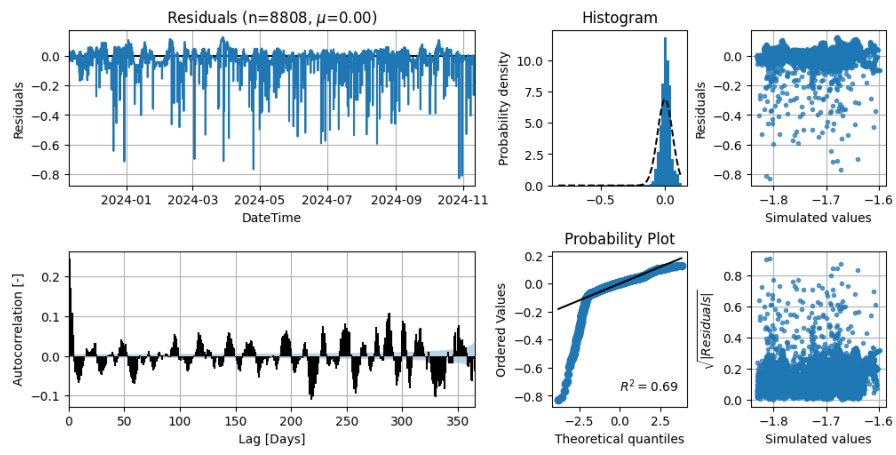 Residuals (n=8808, μ=0.00)
Residuals
0.0
−0.2
−0.4
−0.6
−0.8
2024-01 2024-03 2024-05 2024-07 2024-09 2024-11
DateTime
Histogram
Probability density
10.0
7.5
5.0
2.5
0.0
−0.5 0.0
Residuals
0.0
−0.2
−0.4
−0.6
−0.8
−1.8 −1.7 −1.6
Simulated values
Autocorrelation [-]
0.2
0.1
0.0
−0.1
0 50 100 150 200 250 300 350
Lag [Days]
Probability Plot
Ordered Values
0.2
0.0
−0.2
−0.4
−0.6
−0.8
R² = 0.69
−2.5 0.0 2.5
Theoretical quantiles
√|Residuals|
0.8
0.6
0.4
0.2
0.0
−1.8 −1.7 −1.6
Simulated values